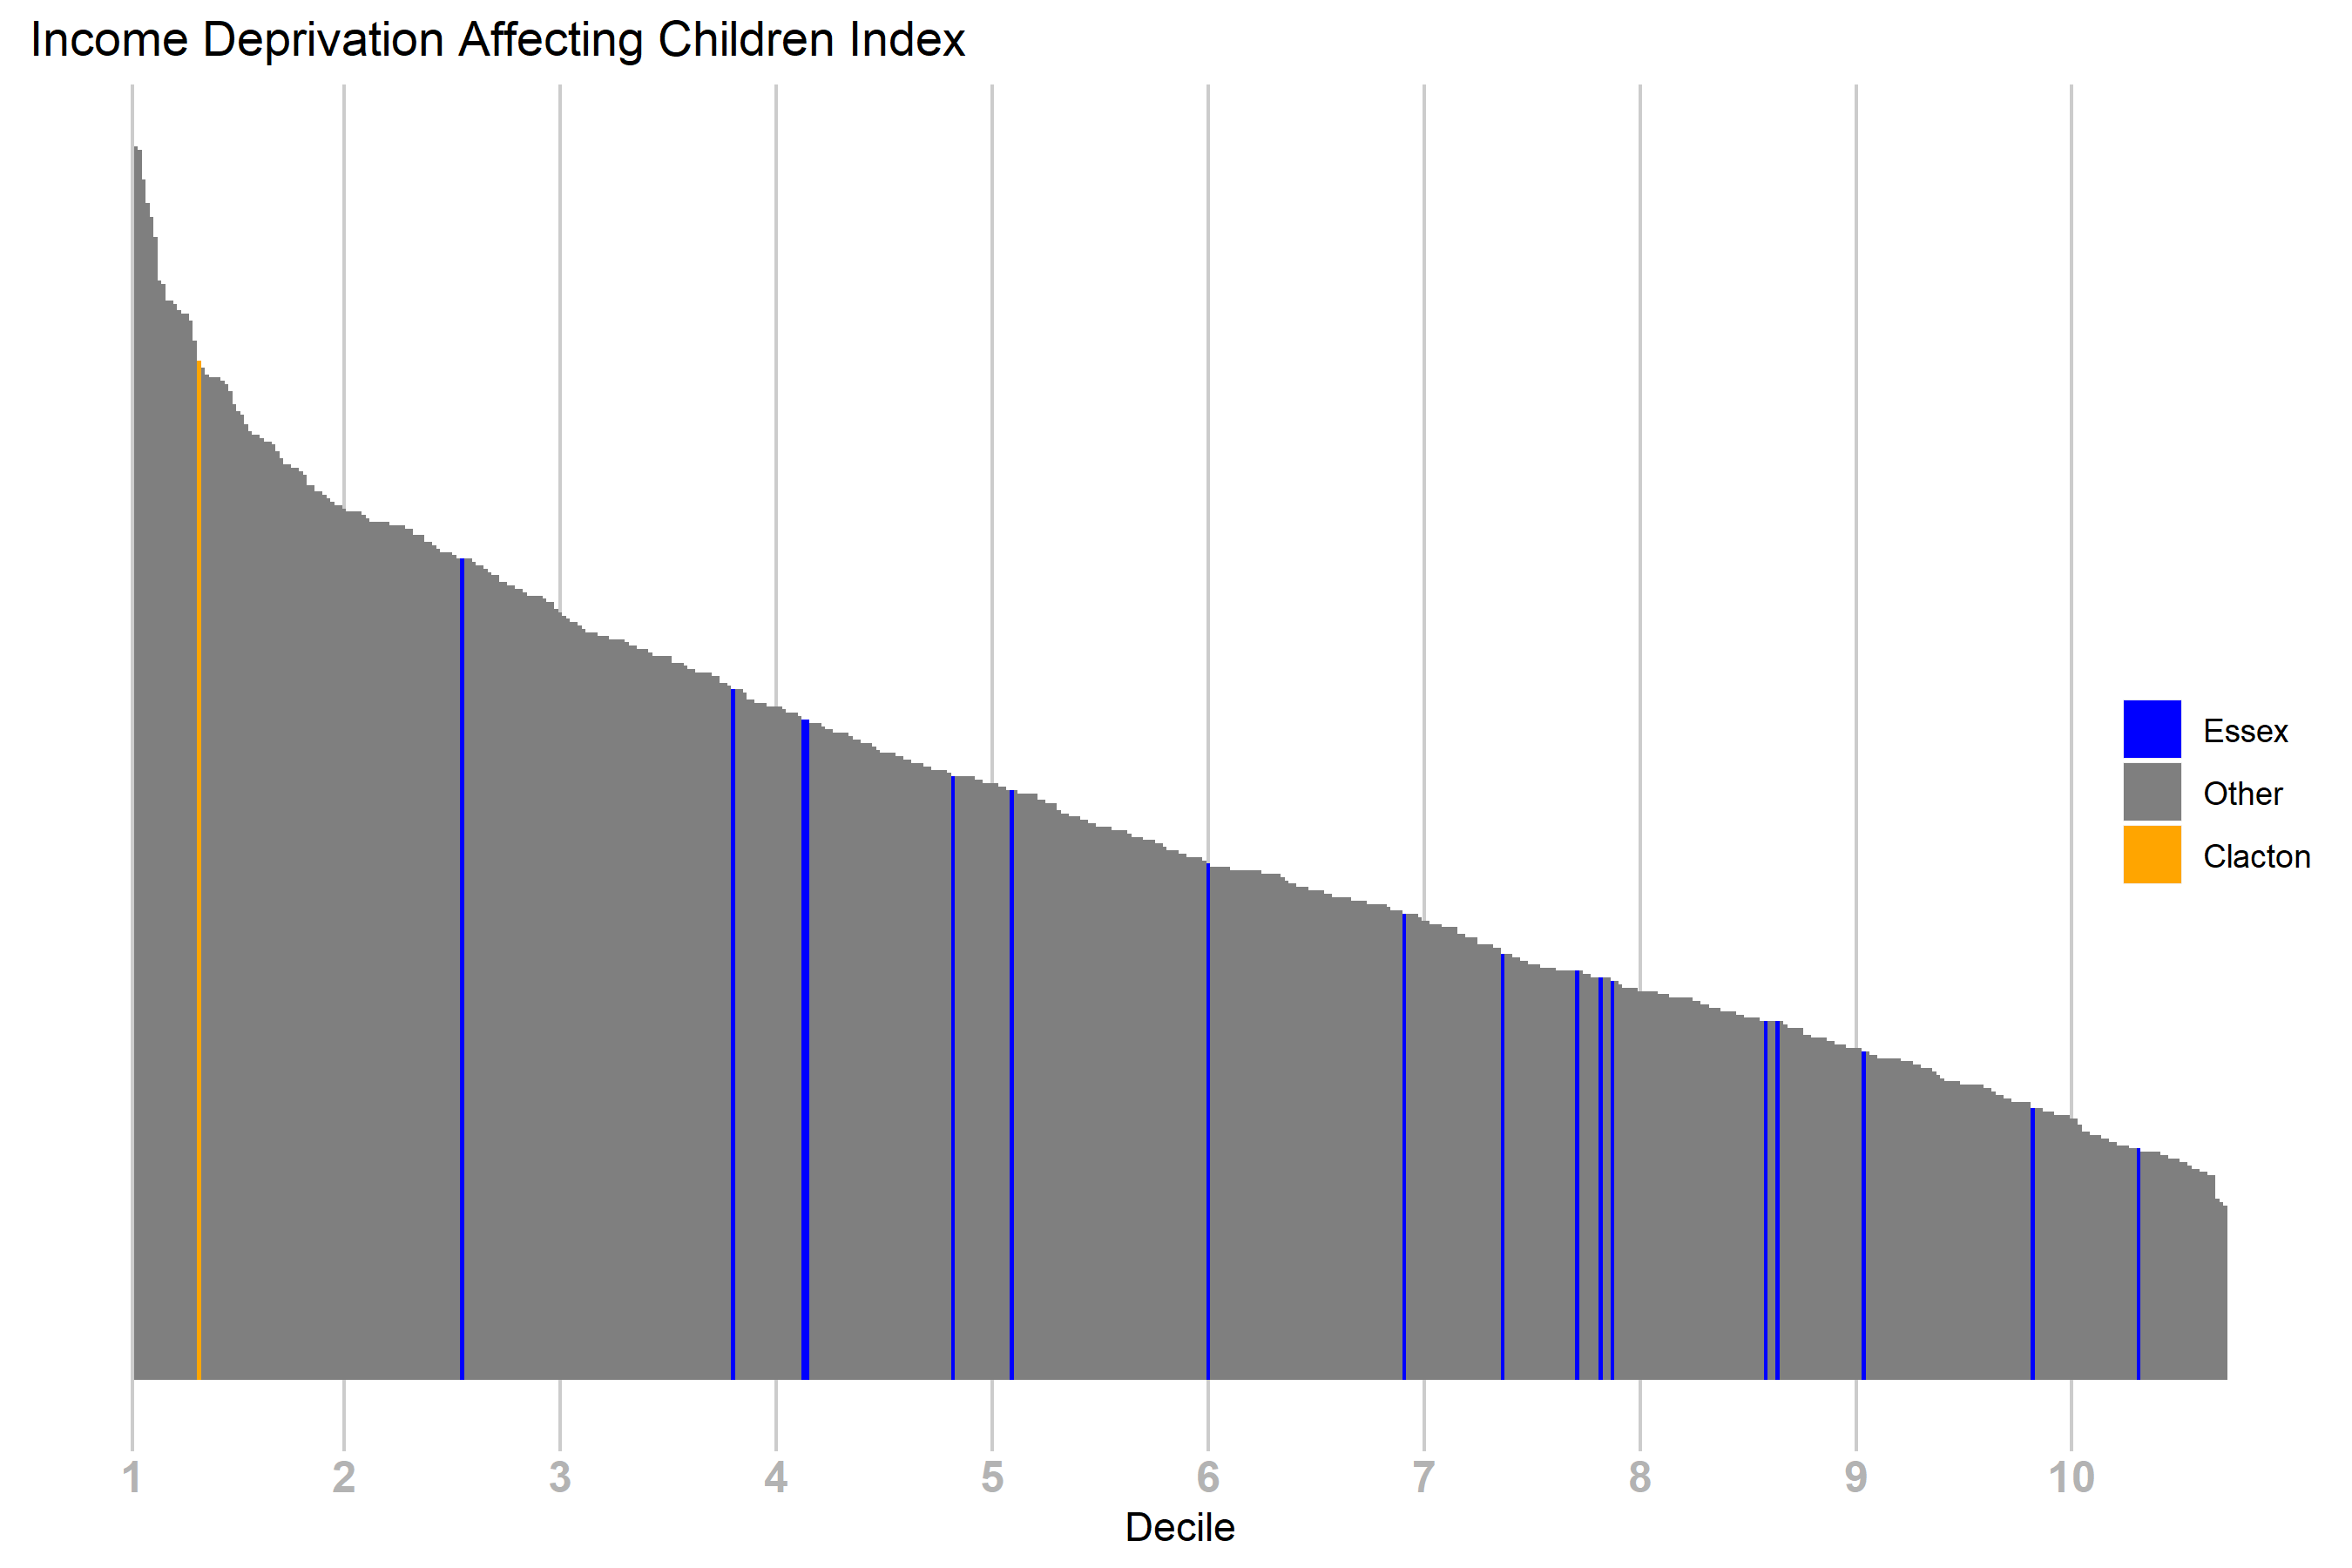 Income Deprivation Affecting Children Index
Essex
Other
Clacton
1 2 3 4 5 6 7 8 9 10
Decile